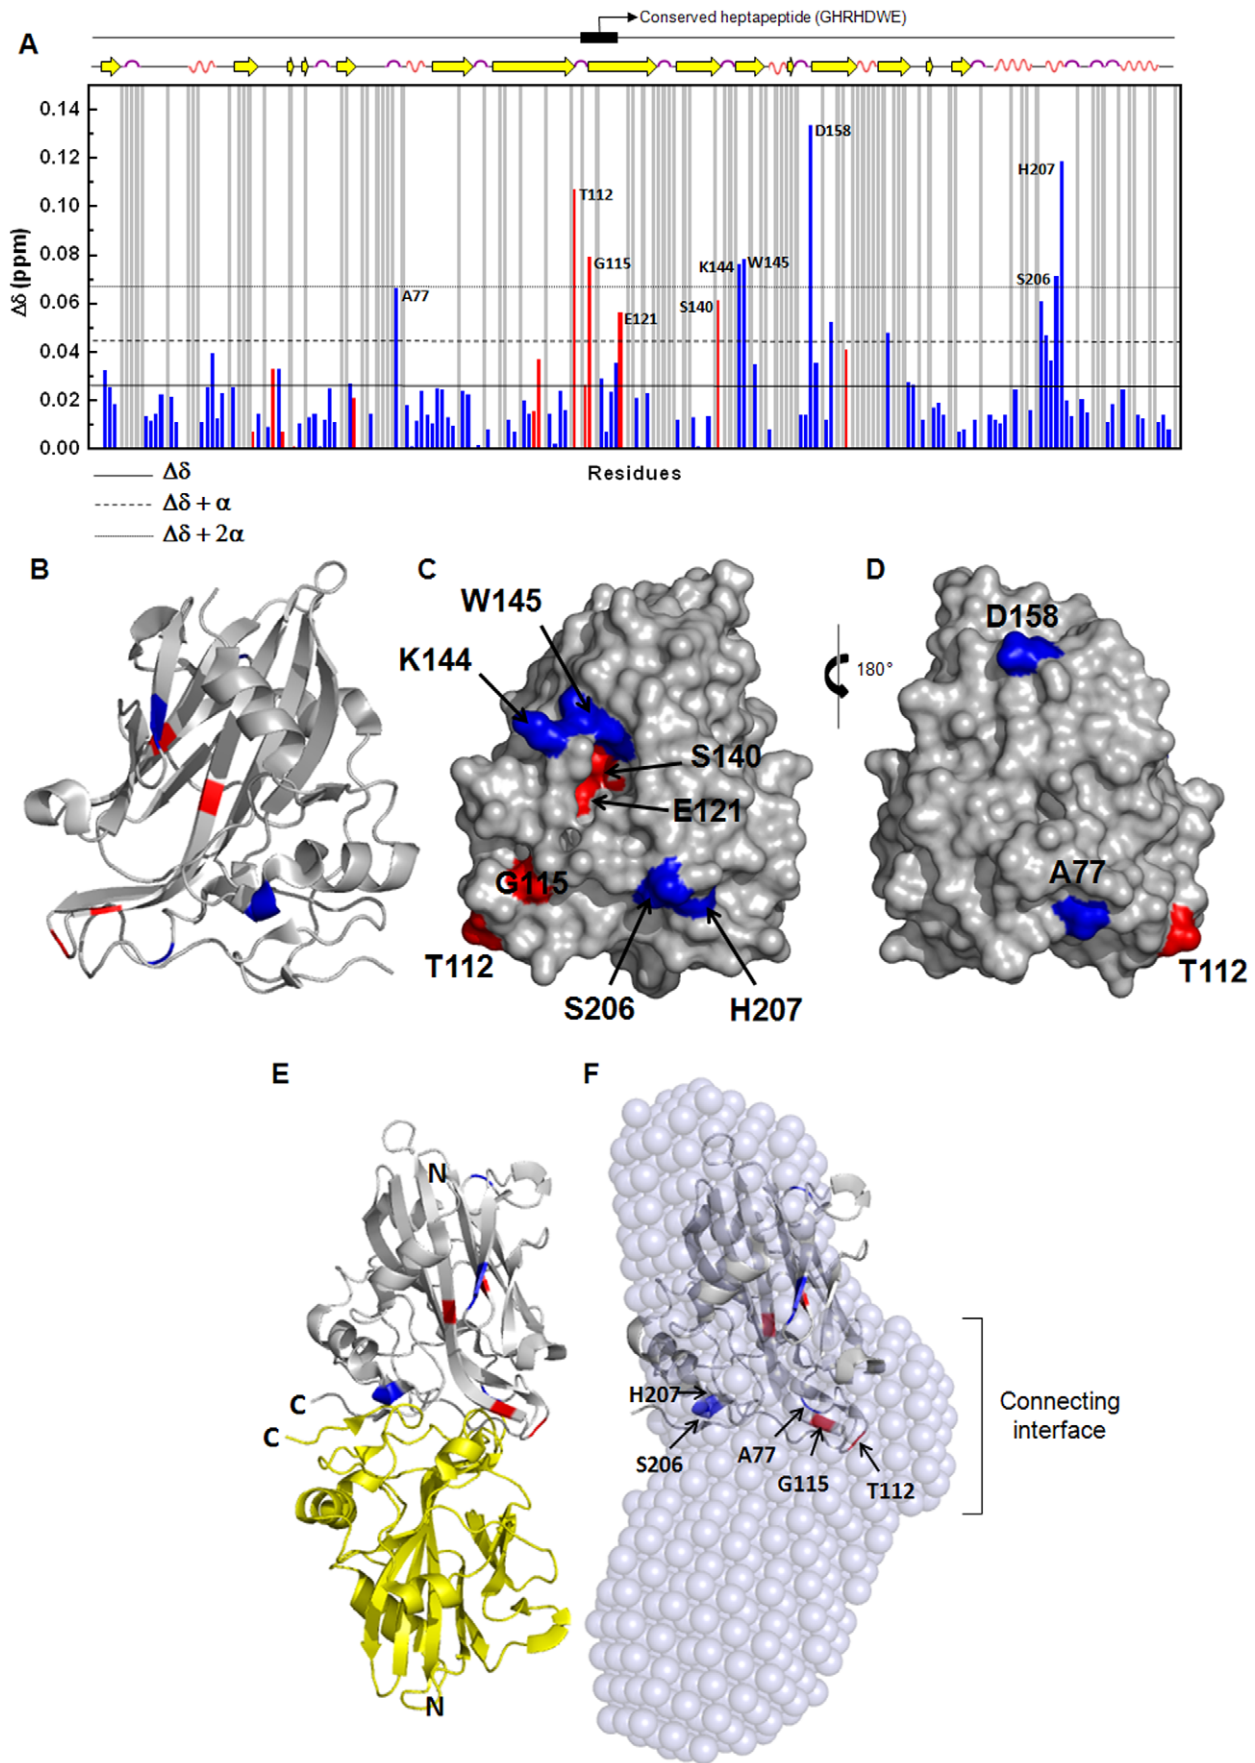 Conserved heptapeptide (GHRHDWE)
A
0.14
0.12
0.10
0.08
0.06
0.04
0.02
0.00
Δδ (ppm)
A77
T112
G115
E121
S140
K144
W145
D158
S206
H207
Residues
Δδ
Δδ + α
Δδ + 2α
B
C
D
W145
K144
S140
E121
G115
T112
S206
H207
180°
D158
A77
T112
E
F
N
C
C
N
H207
S206
A77
G115
T112
Connecting
interface